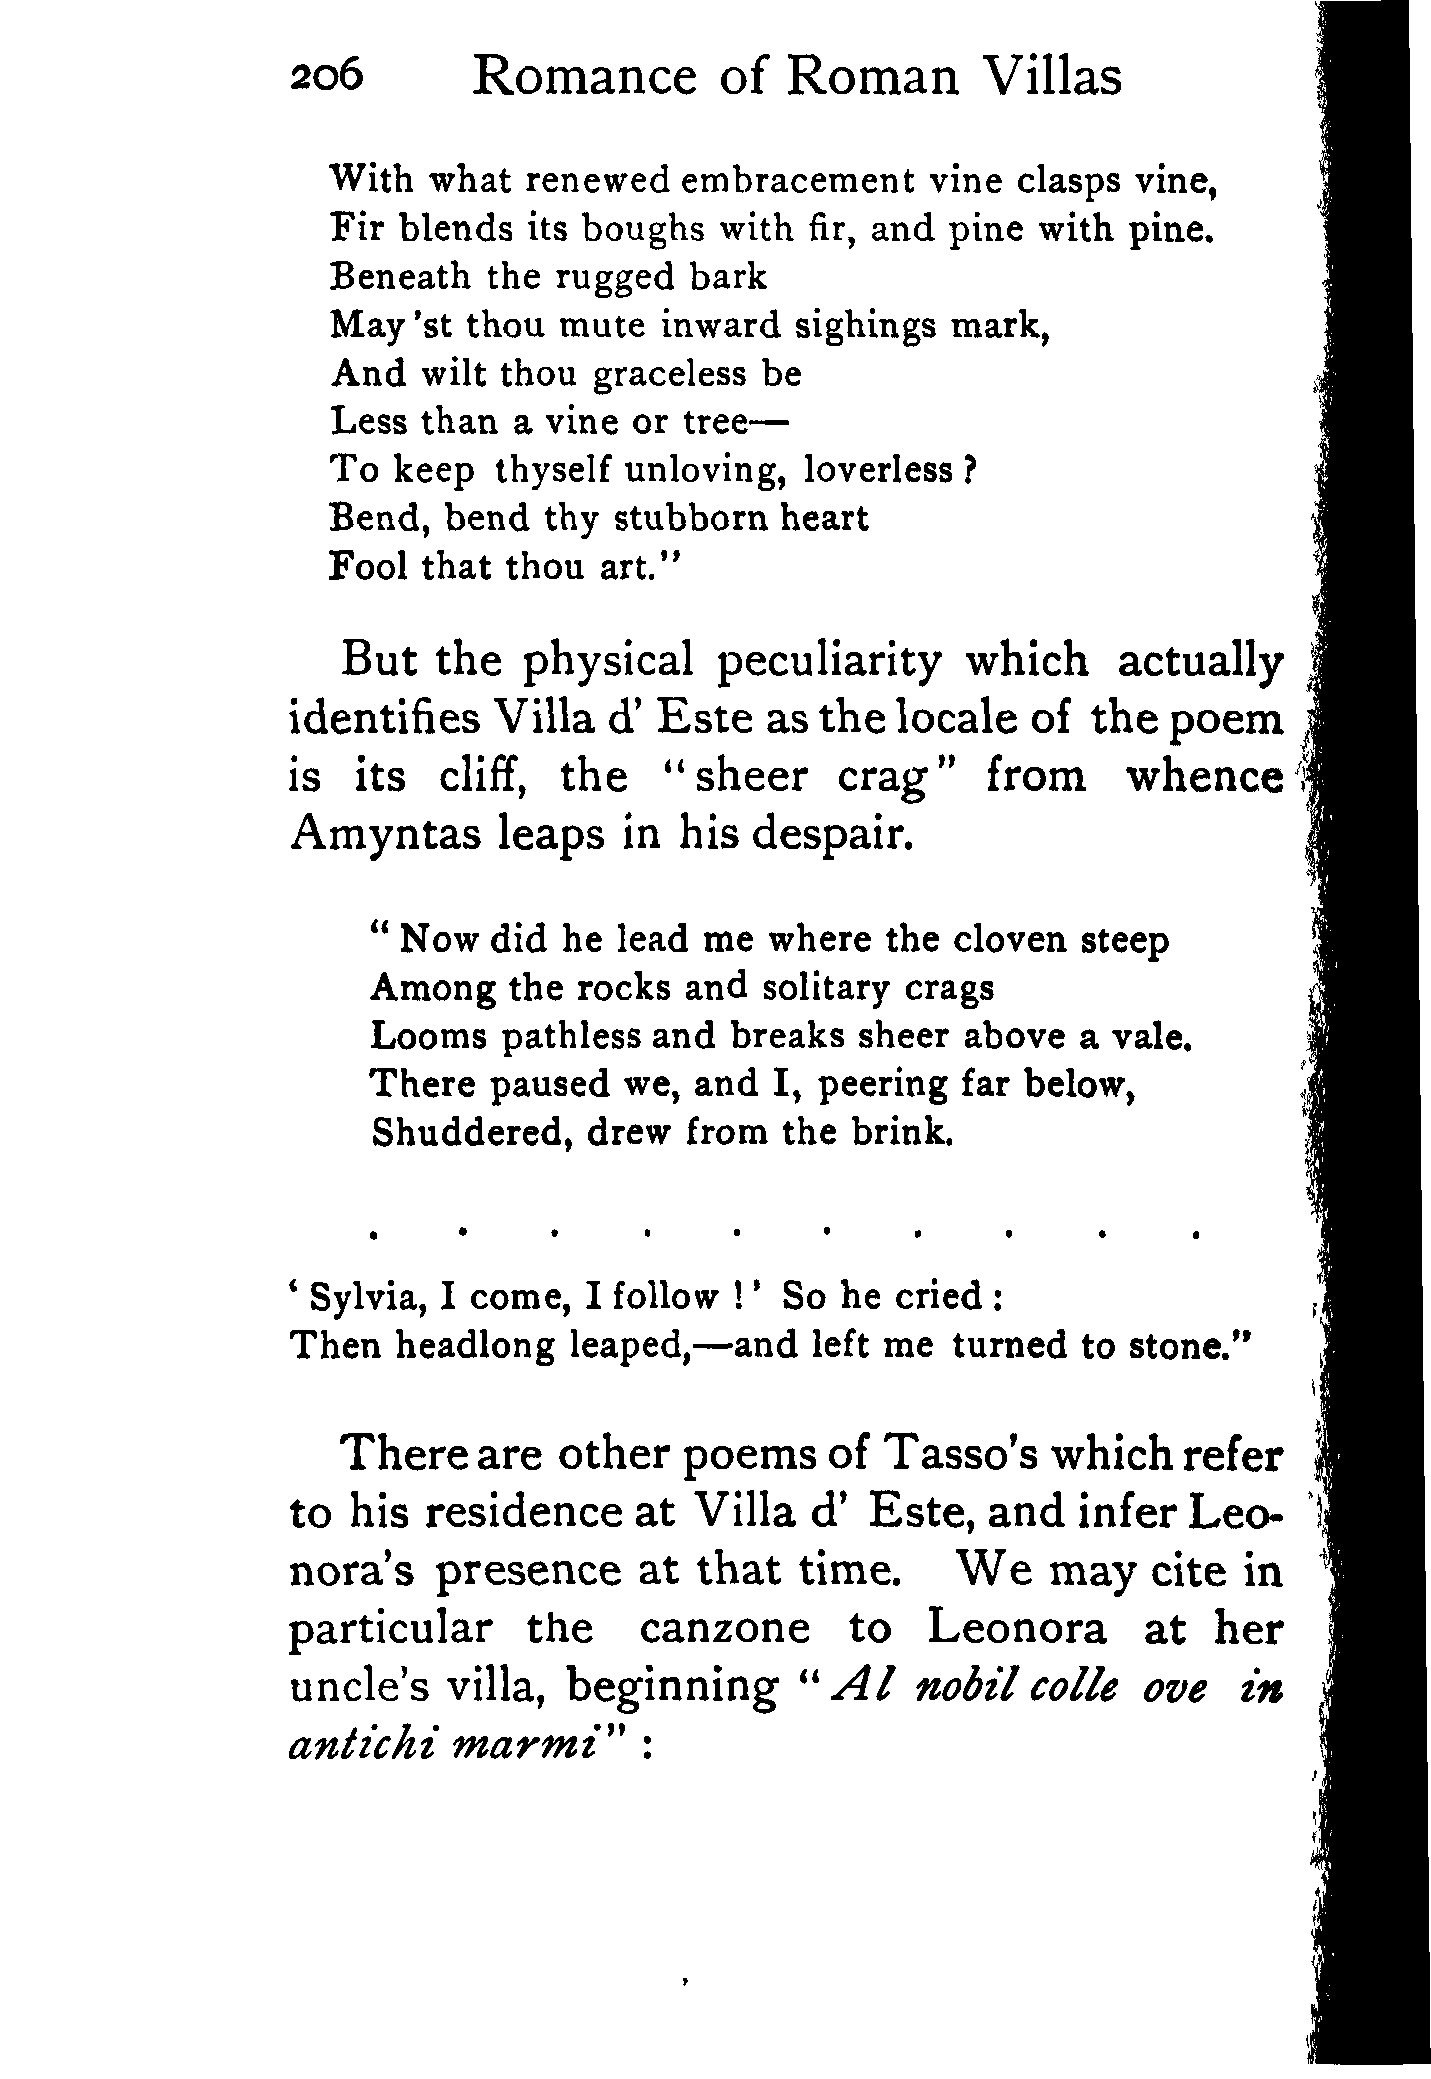 206 Romance of Roman Villas
With what renewed embracement vine clasps vine,
Fir blends its boughs with fir, and pine with pine.
Beneath the rugged bark
May'st thou mute inward sighings mark,
And wilt thou graceless be
Less than a vine or tree—
To keep thyself unloving, loverless?
Bend, bend thy stubborn heart
Fool that thou art."
But the physical peculiarity which actually
identifies Villa d' Este as the locale of the poem
is its cliff, the "sheer crag" from whence
Amyntas leaps in his despair.
"Now did he lead me where the cloven steep
Among the rocks and solitary crags
Looms pathless and breaks sheer above a vale.
There paused we, and I, peering far below,
Shuddered, drew from the brink.
. . . . . . . . . .
'Sylvia, I come, I follow!' So he cried:
Then headlong leaped,—and left me turned to stone."
There are other poems of Tasso's which refer
to his residence at Villa d' Este, and infer Leo-
nora's presence at that time. We may cite in
particular the canzone to Leonora at her
uncle's villa, beginning "Al nobil colle ove in
antichi marmi":